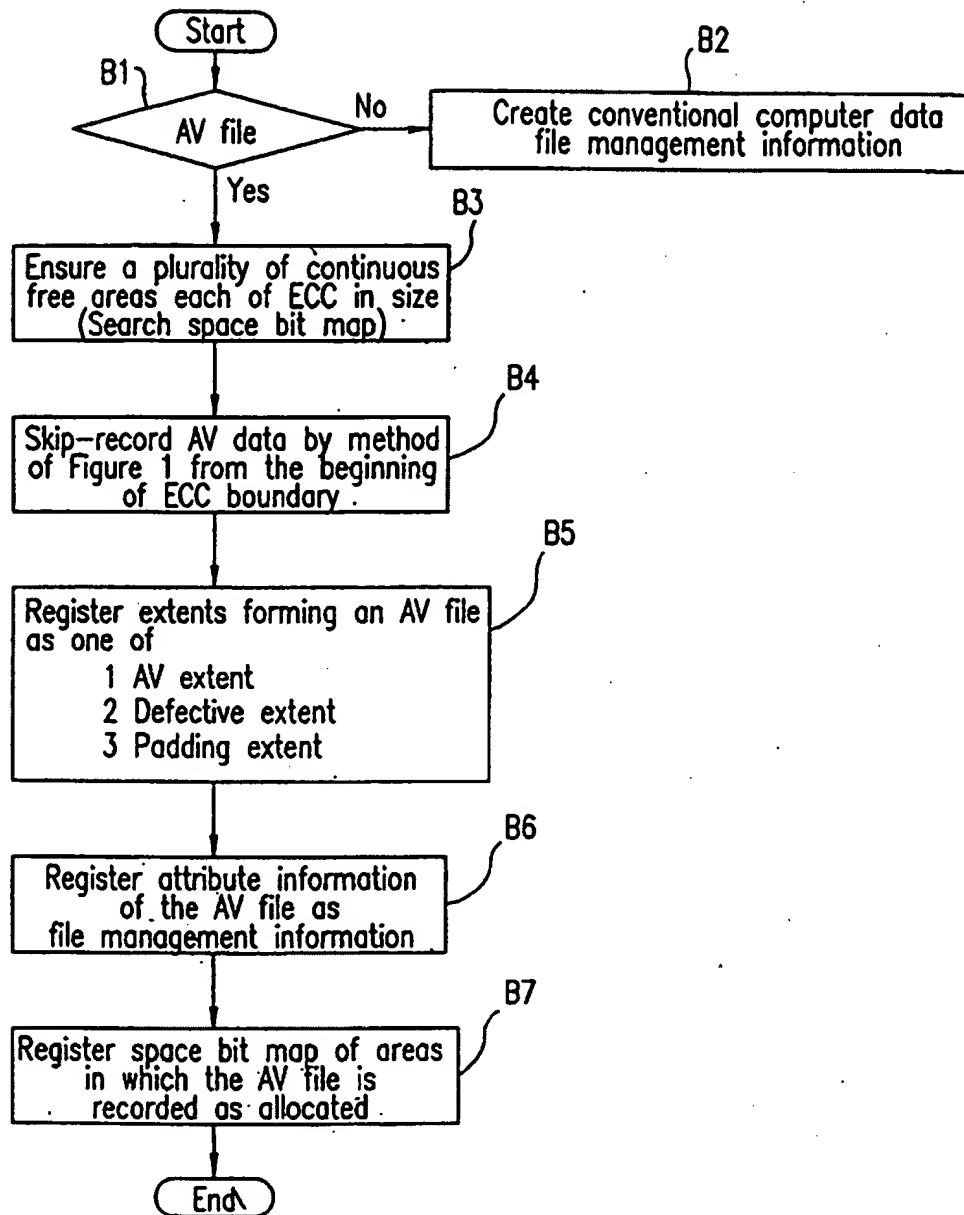 Start
B1
AV file
No
Yes
B2
Create conventional computer data
file management information
B3
Ensure a plurality of continuous
free areas each of ECC in size
(Search space bit map)
B4
Skip-record AV data by method
of Figure 1 from the beginning
of ECC boundary
B5
Register extents forming an AV file
as one of
1 AV extent
2 Defective extent
3 Padding extent
B6
Register attribute information
of the AV file as
file management information
B7
Register space bit map of areas
in which the AV file is
recorded as allocated
End